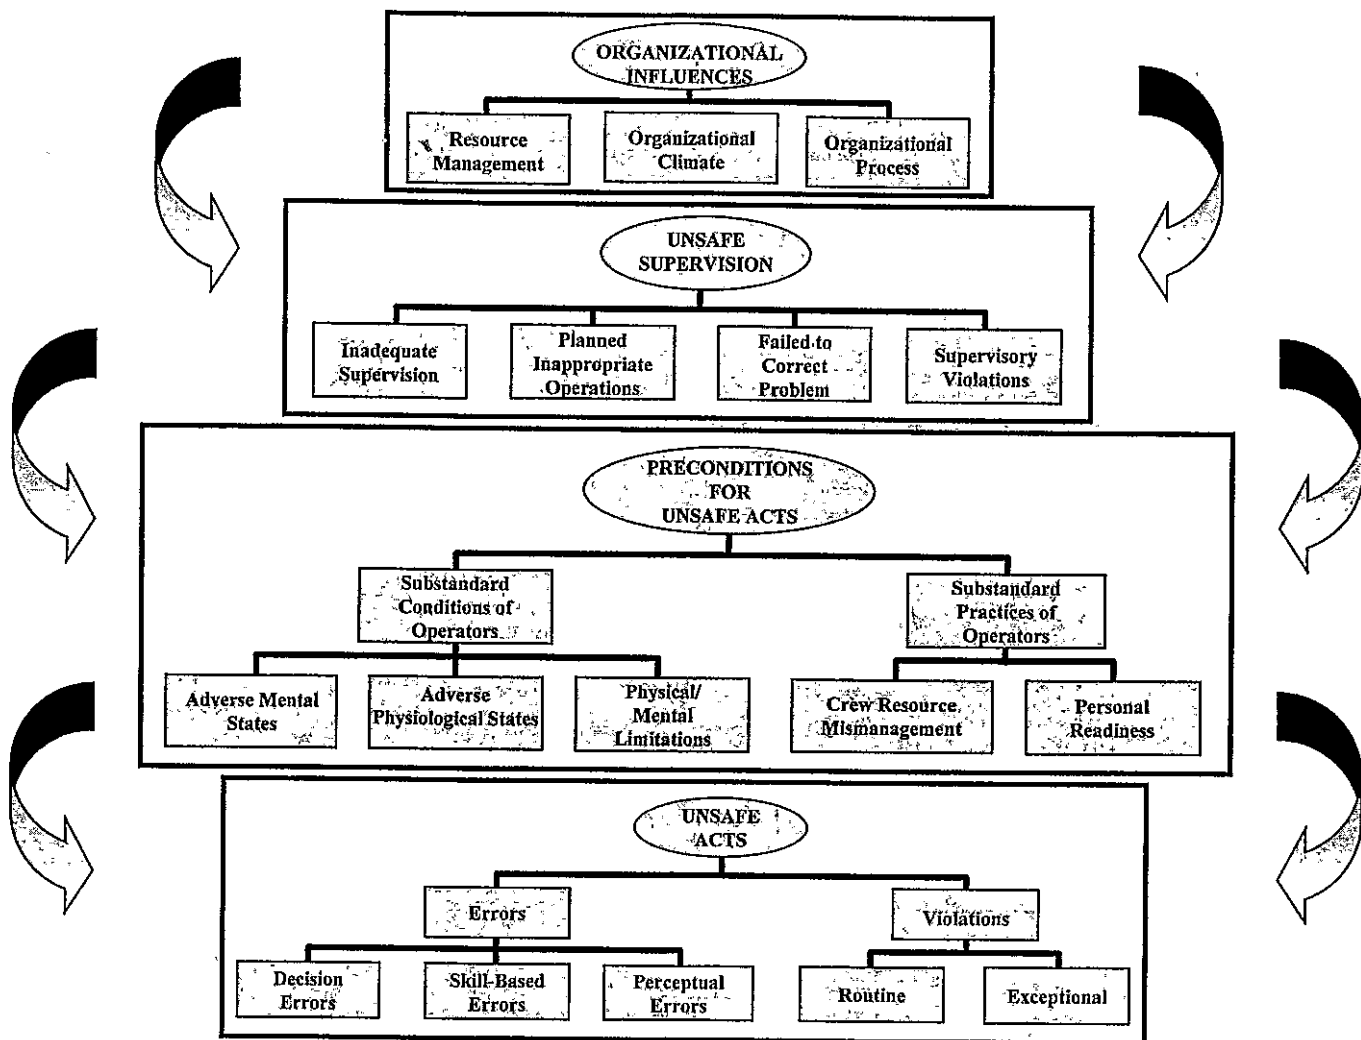 ORGANIZATIONAL
INFLUENCES
Resource
Management
Organizational
Climate
Organizational
Process
UNSAFE
SUPERVISION
Inadequate
Supervision
Planned
Inappropriate
Operations
Failed to
Correct
Problem
Supervisory
Violations
PRECONDITIONS
FOR
UNSAFE ACTS
Substandard
Conditions of
Operators
Substandard
Practices of
Operators
Adverse Mental
States
Adverse
Physiological States
Physical/
Mental
Limitations
Crew Resource
Mismanagement
Personal
Readiness
UNSAFE
ACTS
Errors
Violations
Decision
Errors
Skill-Based
Errors
Perceptual
Errors
Routine
Exceptional